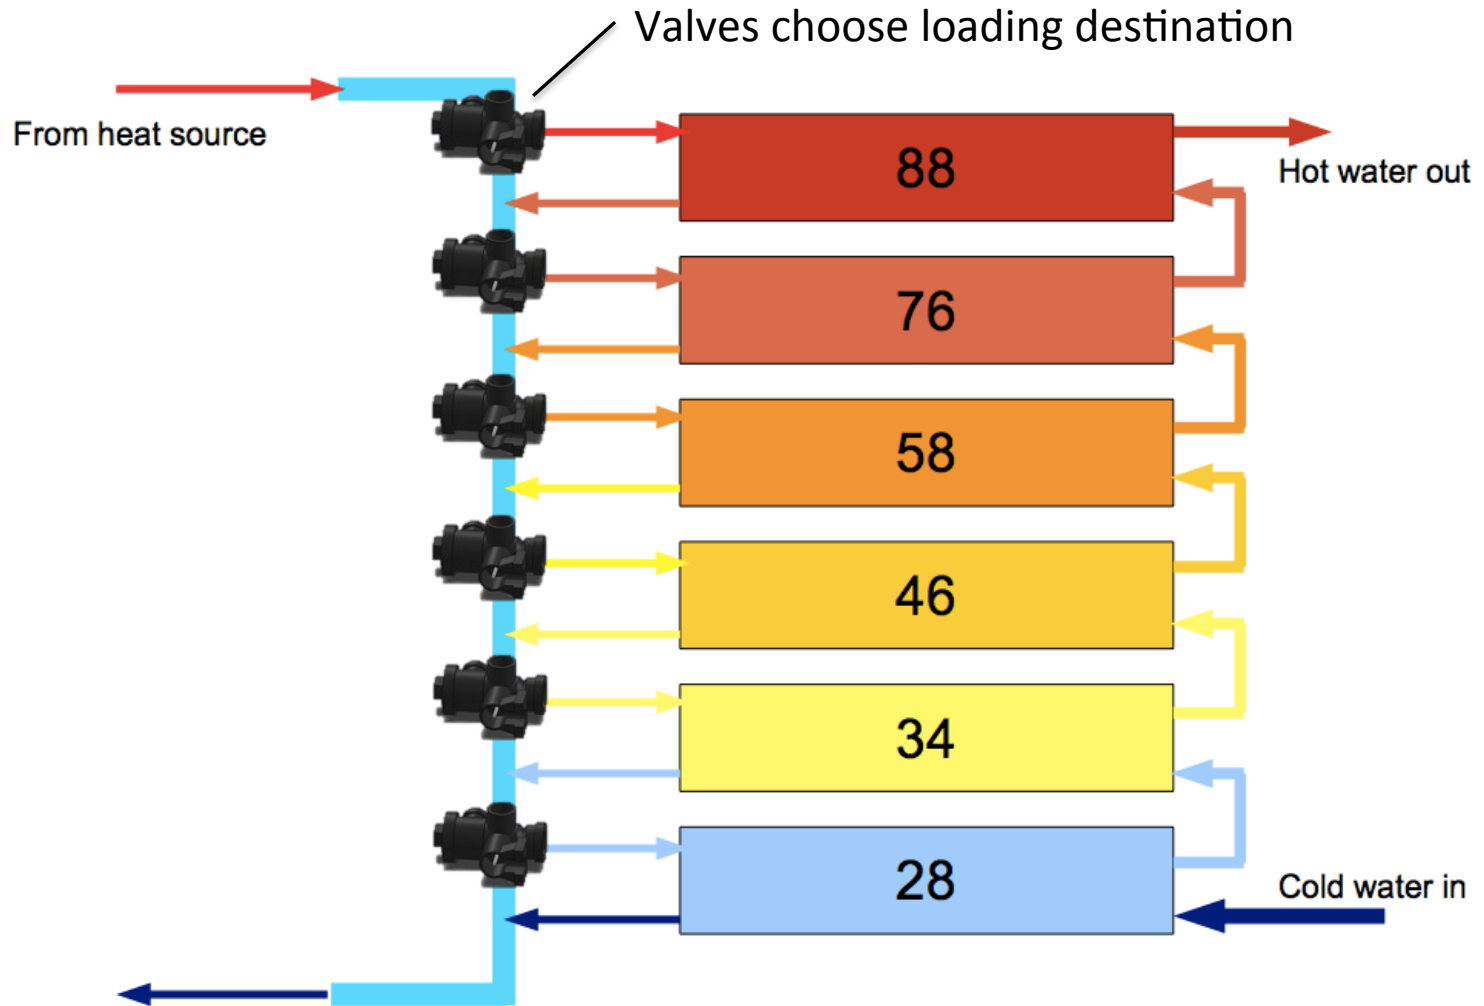 Valves choose loading destination
From heat source
88
Hot water out
76
58
46
34
28
Cold water in